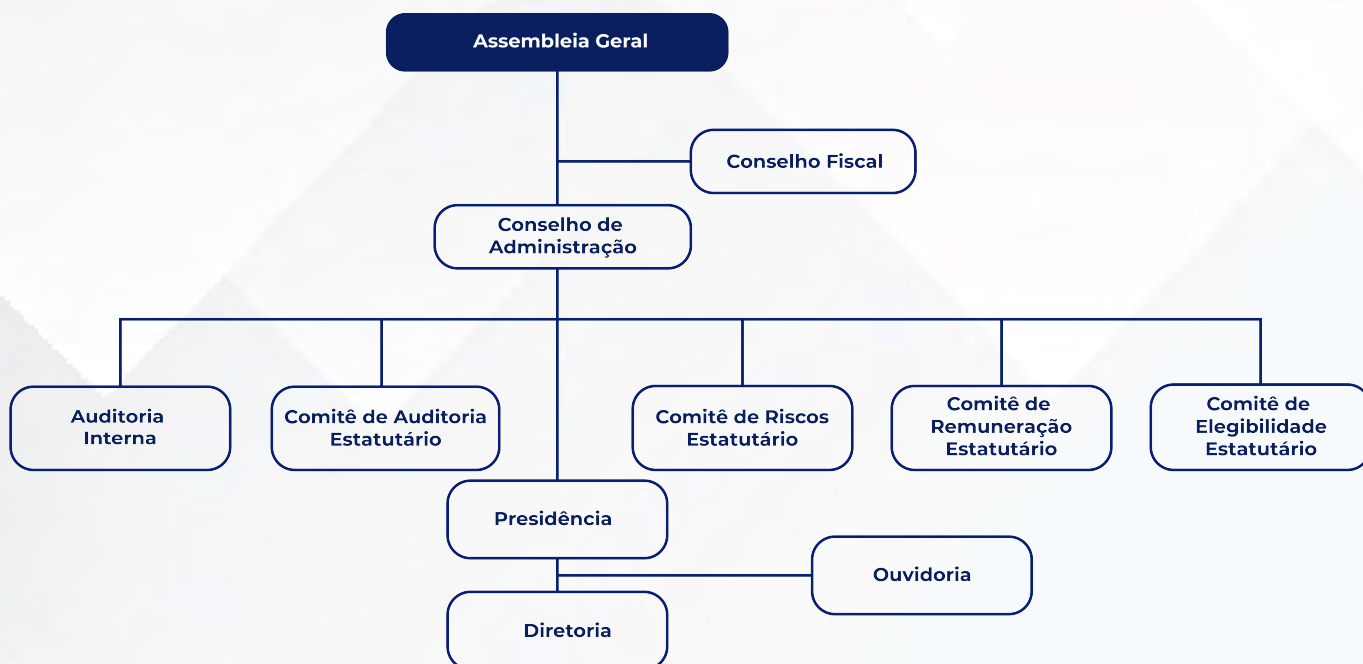 Assembleia Geral
Conselho Fiscal
Conselho de
Administração
Auditoria
Interna
Comitê de Auditoria
Estatutário
Comitê de Riscos
Estatutário
Comitê de
Remuneração
Estatutário
Comitê de
Elegibilidade
Estatutário
Presidência
Ouvidoria
Diretoria